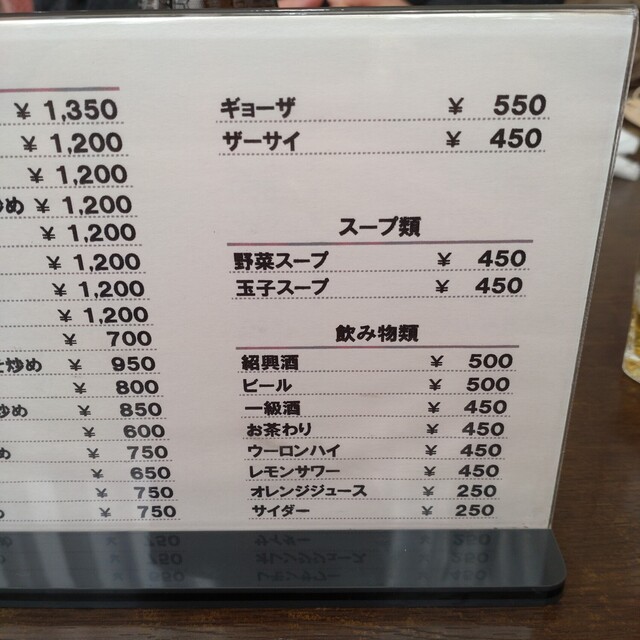 ¥ 1,350
¥ 1,200
¥ 1,200
め ¥ 1,200
¥ 1,200
¥ 1,200
¥ 1,200
¥ 1,200
¥ 700
炒め ¥ 950
¥ 800
炒め ¥ 850
¥ 600
め ¥ 750
¥ 650
¥ 750
¥ 750
ギョーザ ¥ 550
ザーサイ ¥ 450
スープ類
野菜スープ ¥ 450
玉子スープ ¥ 450
飲み物類
紹興酒 ¥ 500
ビール ¥ 500
一級酒 ¥ 450
お茶わり ¥ 450
ウーロンハイ ¥ 450
レモンサワー ¥ 450
オレンジジュース ¥ 250
サイダー ¥ 250